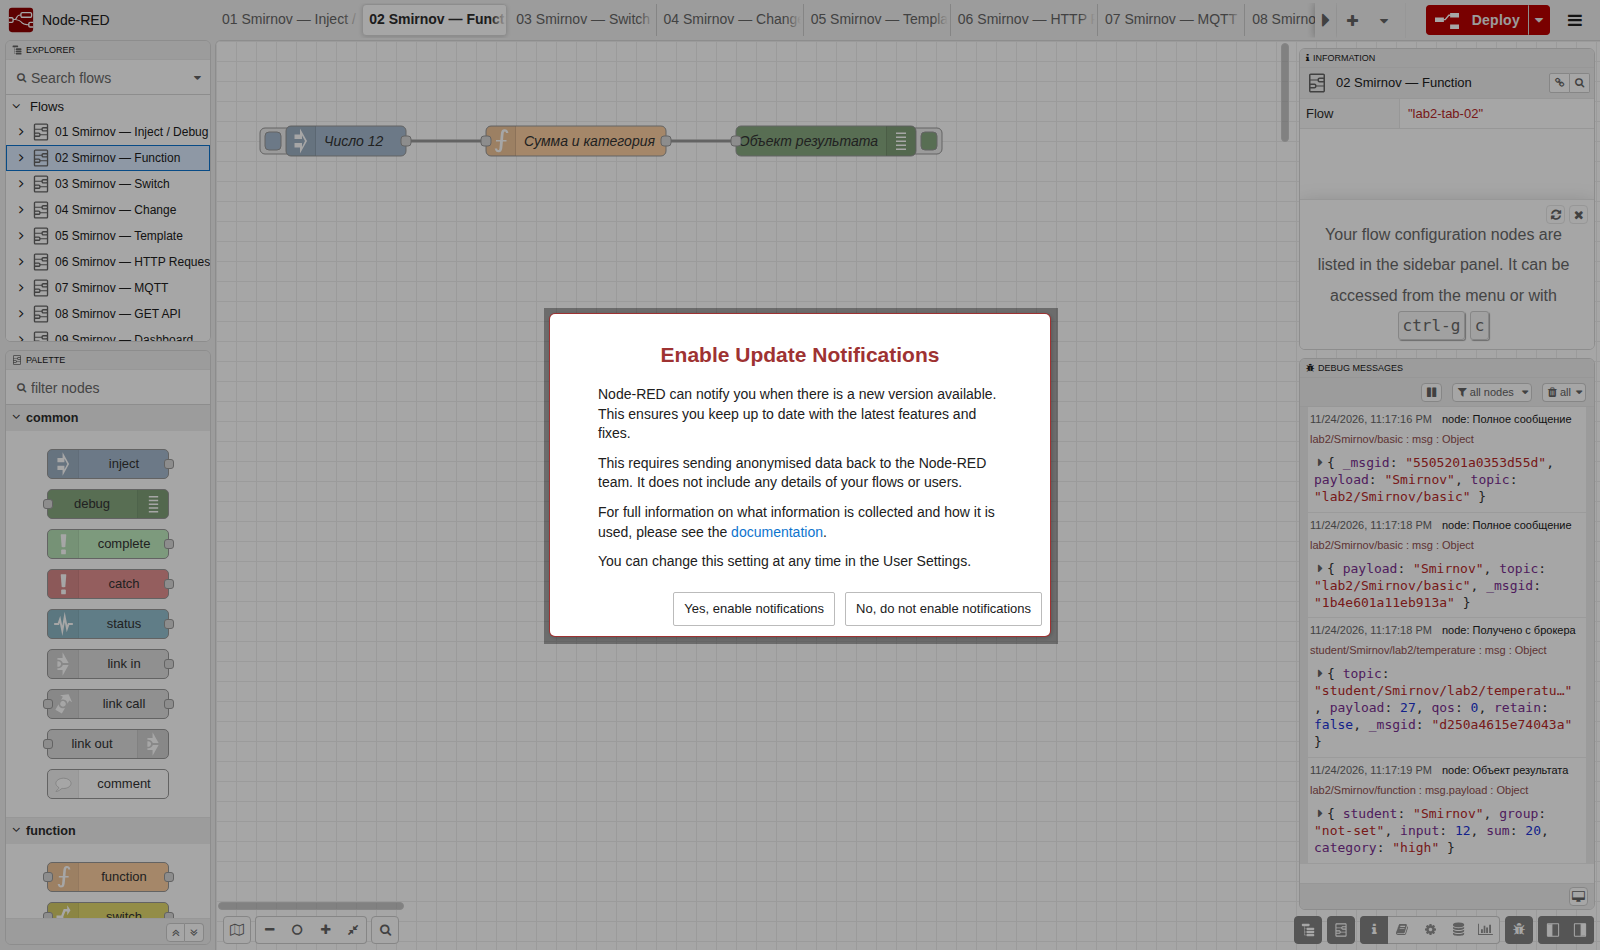 Node-RED
01 Smirnov — Inject /
02 Smirnov — Funct
03 Smirnov — Switch
04 Smirnov — Chang
05 Smirnov — Templa
06 Smirnov — HTTP
07 Smirnov — MQTT
08 Smirno
Deploy
EXPLORER
Search flows
Flows
01 Smirnov — Inject / Debug
02 Smirnov — Function
03 Smirnov — Switch
04 Smirnov — Change
05 Smirnov — Template
06 Smirnov — HTTP Reques
07 Smirnov — MQTT
08 Smirnov — GET API
09 Smirnov — Dashboard
PALETTE
filter nodes
common
inject
debug
complete
catch
status
link in
link call
link out
comment
function
function
switch
Число 12
Сумма и категория
Объект результата
Enable Update Notifications
Node-RED can notify you when there is a new version available.
This ensures you keep up to date with the latest features and
fixes.
This requires sending anonymised data back to the Node-RED
team. It does not include any details of your flows or users.
For full information on what information is collected and how it is
used, please see the documentation.
You can change this setting at any time in the User Settings.
Yes, enable notifications
No, do not enable notifications
INFORMATION
02 Smirnov — Function
Flow "lab2-tab-02"
Your flow configuration nodes are
listed in the sidebar panel. It can be
accessed from the menu or with
ctrl-g c
DEBUG MESSAGES
all nodes
all
11/24/2026, 11:17:16 PM node: Полное сообщение
lab2/Smirnov/basic : msg : Object
{ _msgid: "5505201a0353d55d",
payload: "Smirnov", topic:
"lab2/Smirnov/basic" }
11/24/2026, 11:17:18 PM node: Полное сообщение
lab2/Smirnov/basic : msg : Object
{ payload: "Smirnov", topic:
"lab2/Smirnov/basic", _msgid:
"1b4e601a11eb913a" }
11/24/2026, 11:17:18 PM node: Получено с брокера
student/Smirnov/lab2/temperature : msg : Object
{ topic:
"student/Smirnov/lab2/temperatu…"
, payload: 27, qos: 0, retain:
false, _msgid: "d250a4615e74043a"
}
11/24/2026, 11:17:19 PM node: Объект результата
lab2/Smirnov/function : msg.payload : Object
{ student: "Smirnov", group:
"not-set", input: 12, sum: 20,
category: "high" }